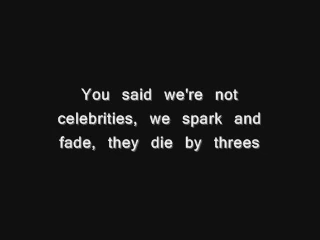 You said we're not
celebrities, we spark and
fade, they die by threes